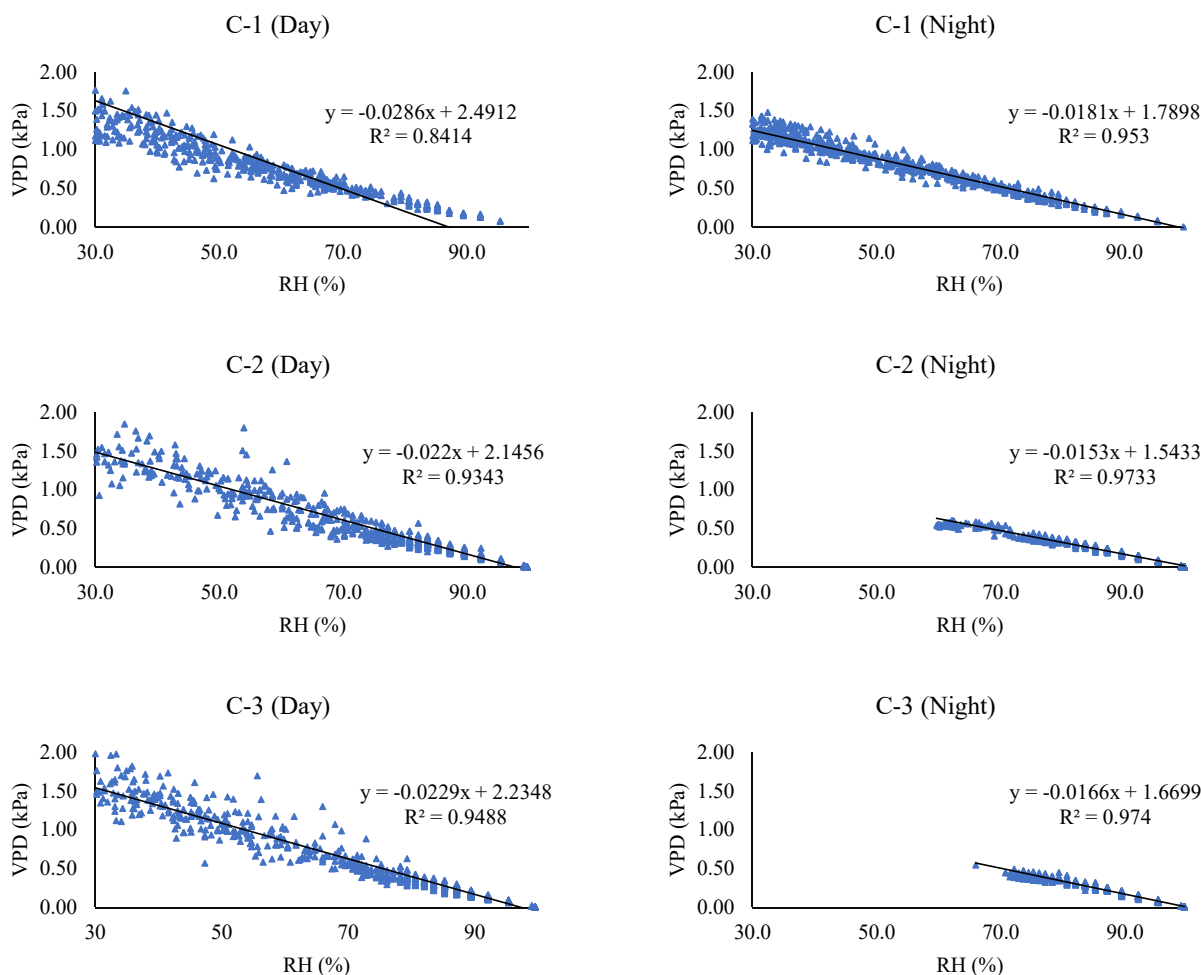 C-1 (Day)
2.00
1.50
1.00
0.50
0.00
VPD (kPa)
y = -0.0286x + 2.4912
R² = 0.8414
30.0 50.0 70.0 90.0
RH (%)
C-1 (Night)
2.00
1.50
1.00
0.50
0.00
VPD (kPa)
y = -0.0181x + 1.7898
R² = 0.953
30.0 50.0 70.0 90.0
RH (%)
C-2 (Day)
2.00
1.50
1.00
0.50
0.00
VPD (kPa)
y = -0.022x + 2.1456
R² = 0.9343
30.0 50.0 70.0 90.0
RH (%)
C-2 (Night)
2.00
1.50
1.00
0.50
0.00
VPD (kPa)
y = -0.0153x + 1.5433
R² = 0.9733
30.0 50.0 70.0 90.0
RH (%)
C-3 (Day)
2.00
1.50
1.00
0.50
0.00
VPD (kPa)
y = -0.0229x + 2.2348
R² = 0.9488
30 50 70 90
RH (%)
C-3 (Night)
2.00
1.50
1.00
0.50
0.00
VPD (kPa)
y = -0.0166x + 1.6699
R² = 0.974
30.0 50.0 70.0 90.0
RH (%)